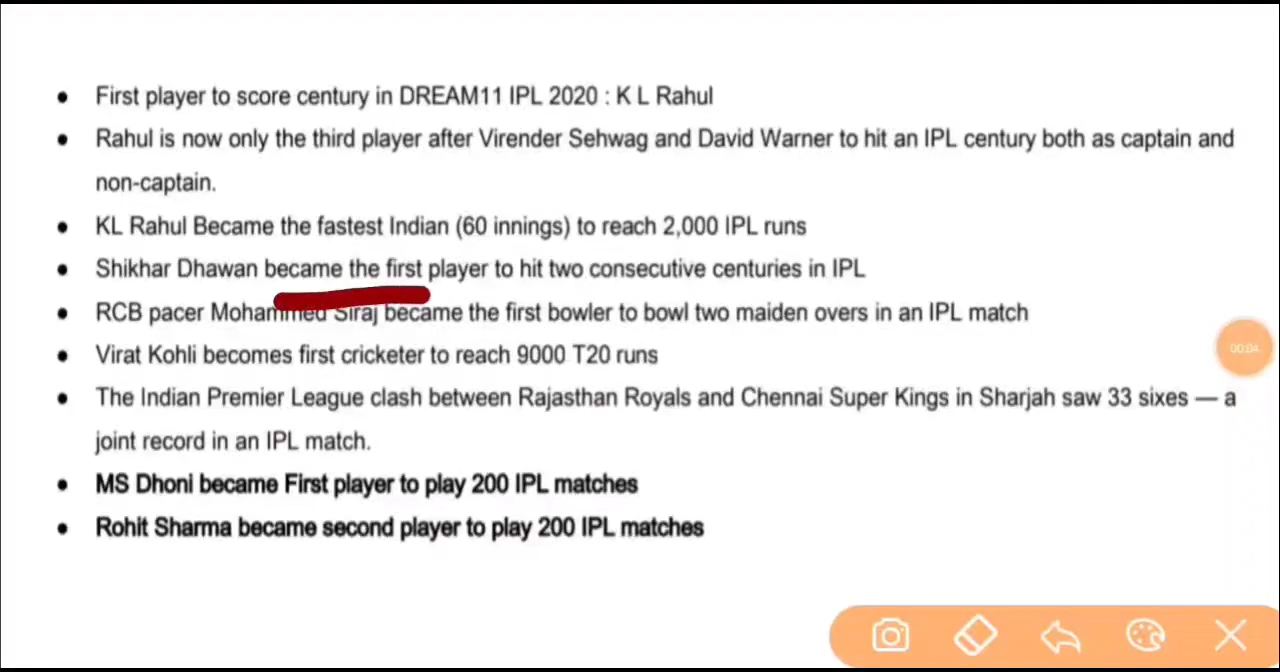 • First player to score century in DREAM11 IPL 2020 : K L Rahul
• Rahul is now only the third player after Virender Sehwag and David Warner to hit an IPL century both as captain and
non-captain.
• KL Rahul Became the fastest Indian (60 innings) to reach 2,000 IPL runs
• Shikhar Dhawan became the first player to hit two consecutive centuries in IPL
• RCB pacer Mohammed Siraj became the first bowler to bowl two maiden overs in an IPL match
• Virat Kohli becomes first cricketer to reach 9000 T20 runs
00:04
• The Indian Premier League clash between Rajasthan Royals and Chennai Super Kings in Sharjah saw 33 sixes — a
joint record in an IPL match.
• MS Dhoni became First player to play 200 IPL matches
• Rohit Sharma became second player to play 200 IPL matches